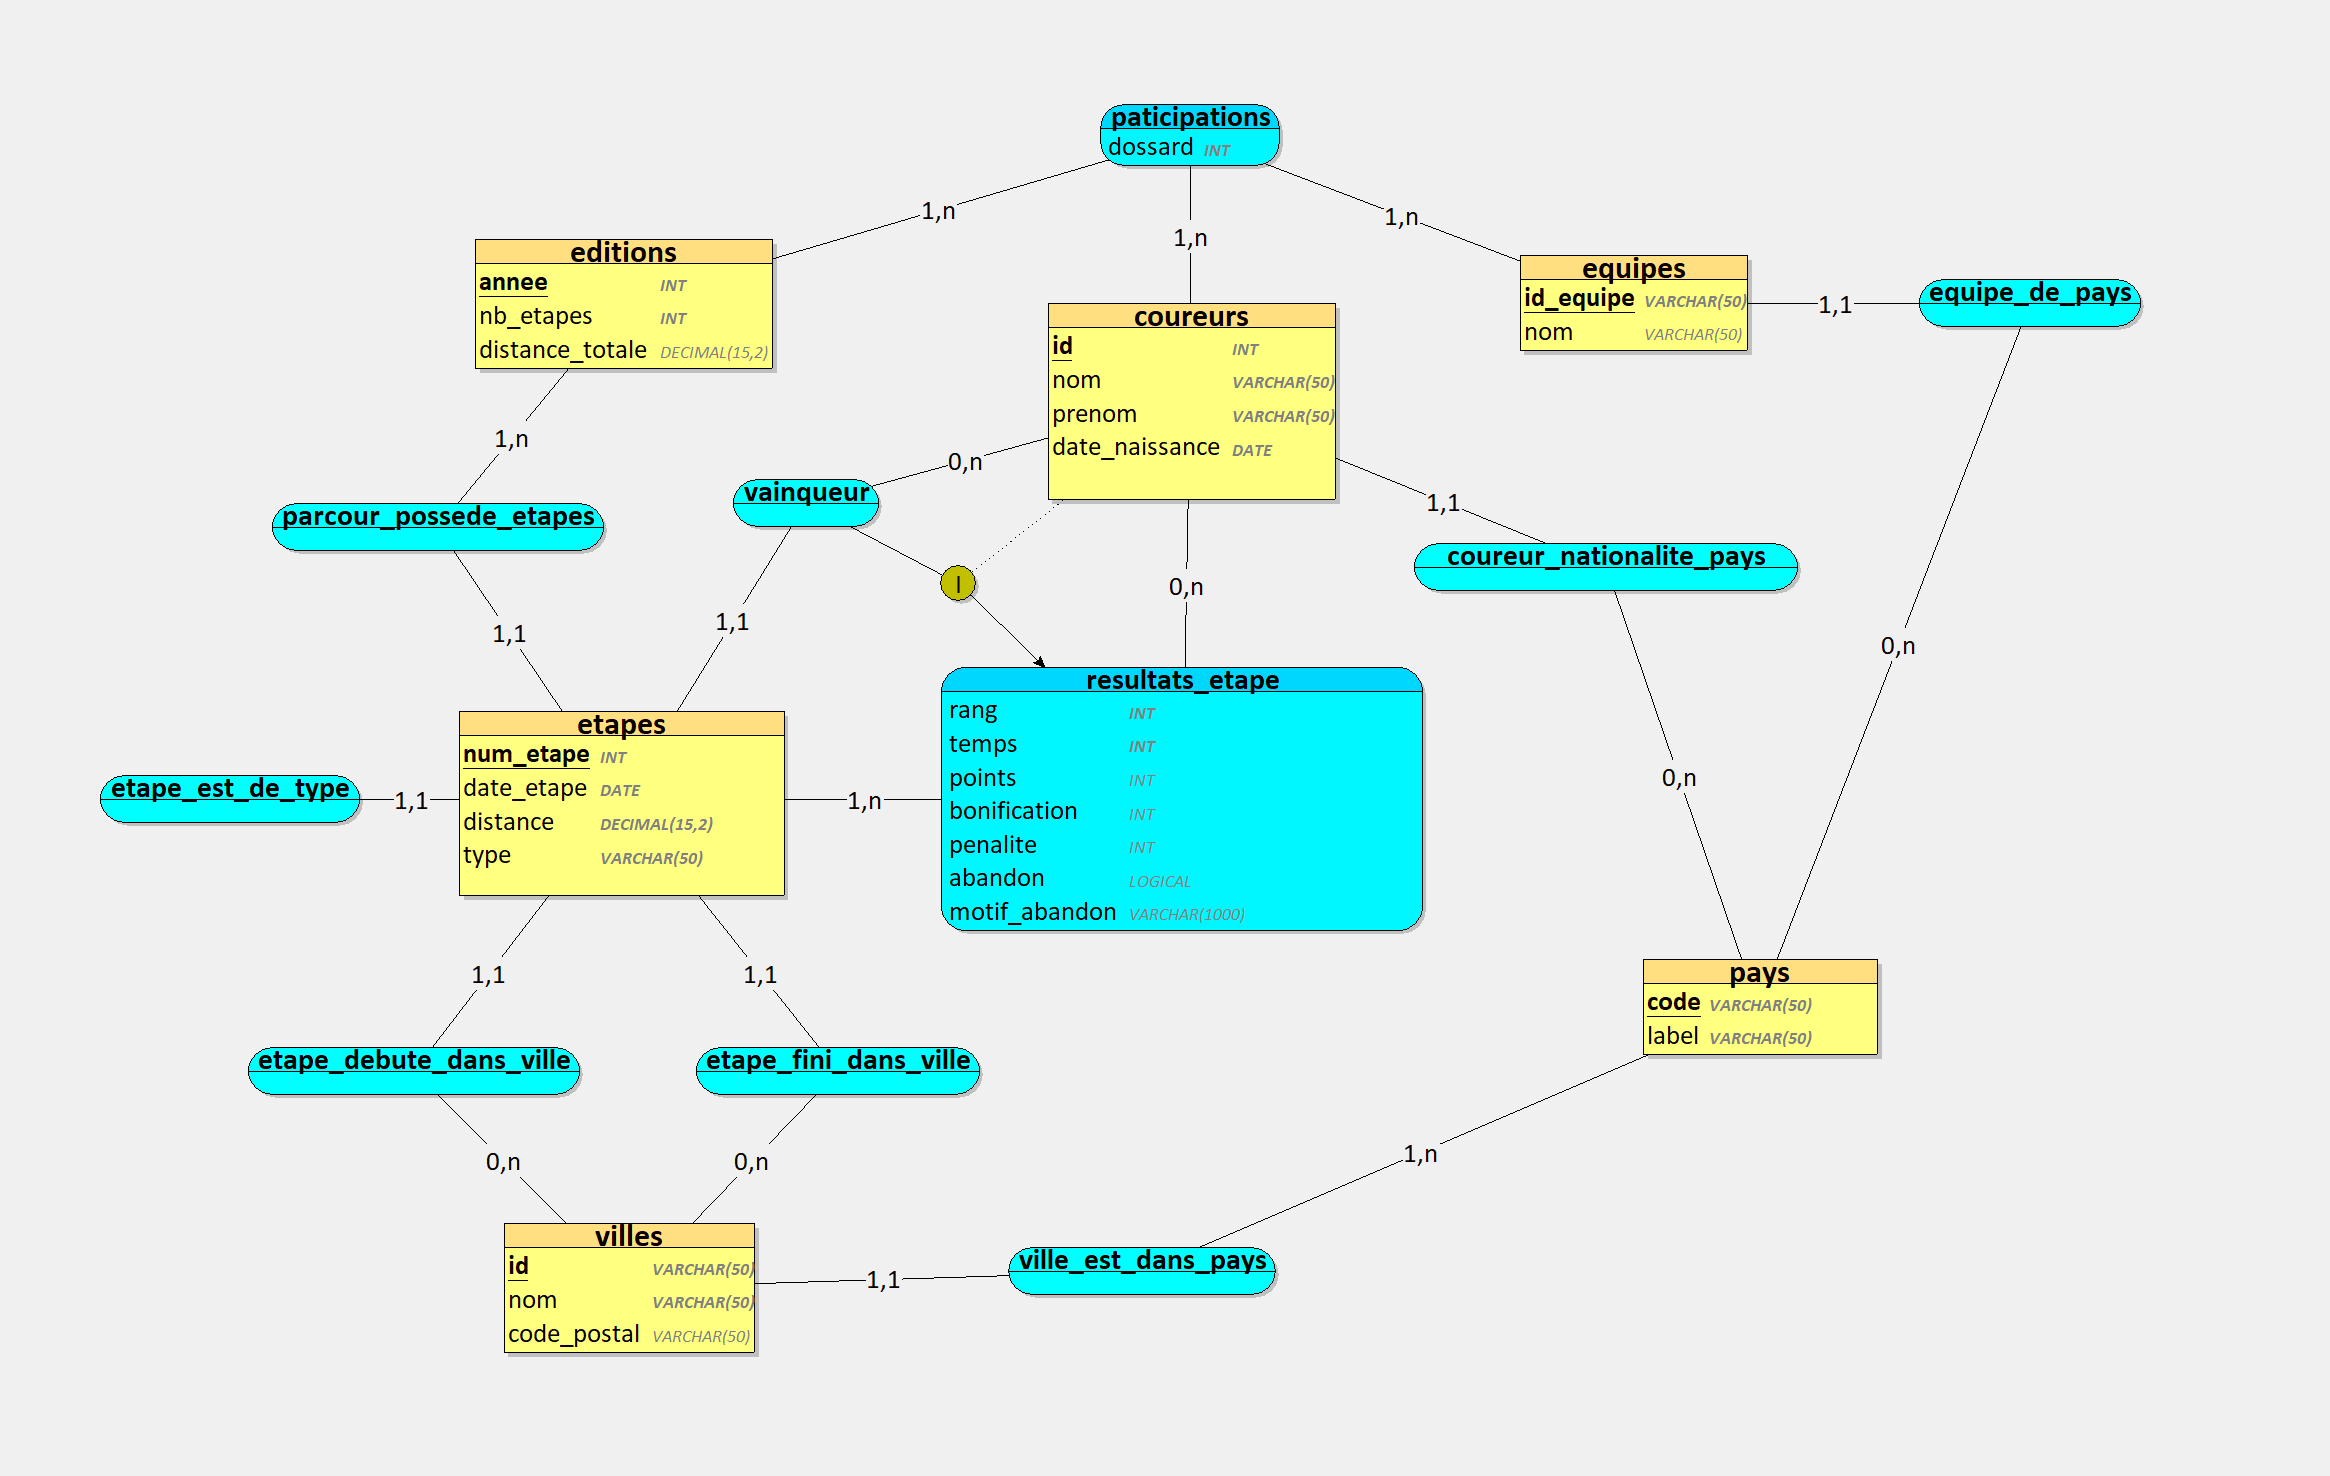 paticipations
dossard INT
1,n
1,n
1,n
editions
annee INT
nb_etapes INT
distance_totale DECIMAL(15,2)
equipes
id_equipe VARCHAR(50)
nom VARCHAR(50)
1,1
equipe_de_pays
coureurs
id INT
nom VARCHAR(50)
prenom VARCHAR(50)
date_naissance DATE
1,n
0,n
1,1
vainqueur
parcour_possede_etapes
coureur_nationalite_pays
I
0,n
1,1
1,1
0,n
resultats_etape
rang INT
temps INT
points INT
bonification INT
penalite INT
abandon LOGICAL
motif_abandon VARCHAR(1000)
etapes
num_etape INT
date_etape DATE
distance DECIMAL(15,2)
type VARCHAR(50)
etape_est_de_type
1,1
1,n
0,n
1,1
1,1
pays
code VARCHAR(50)
label VARCHAR(50)
etape_debute_dans_ville
etape_fini_dans_ville
0,n
0,n
1,n
villes
id VARCHAR(50)
nom VARCHAR(50)
code_postal VARCHAR(50)
1,1
ville_est_dans_pays